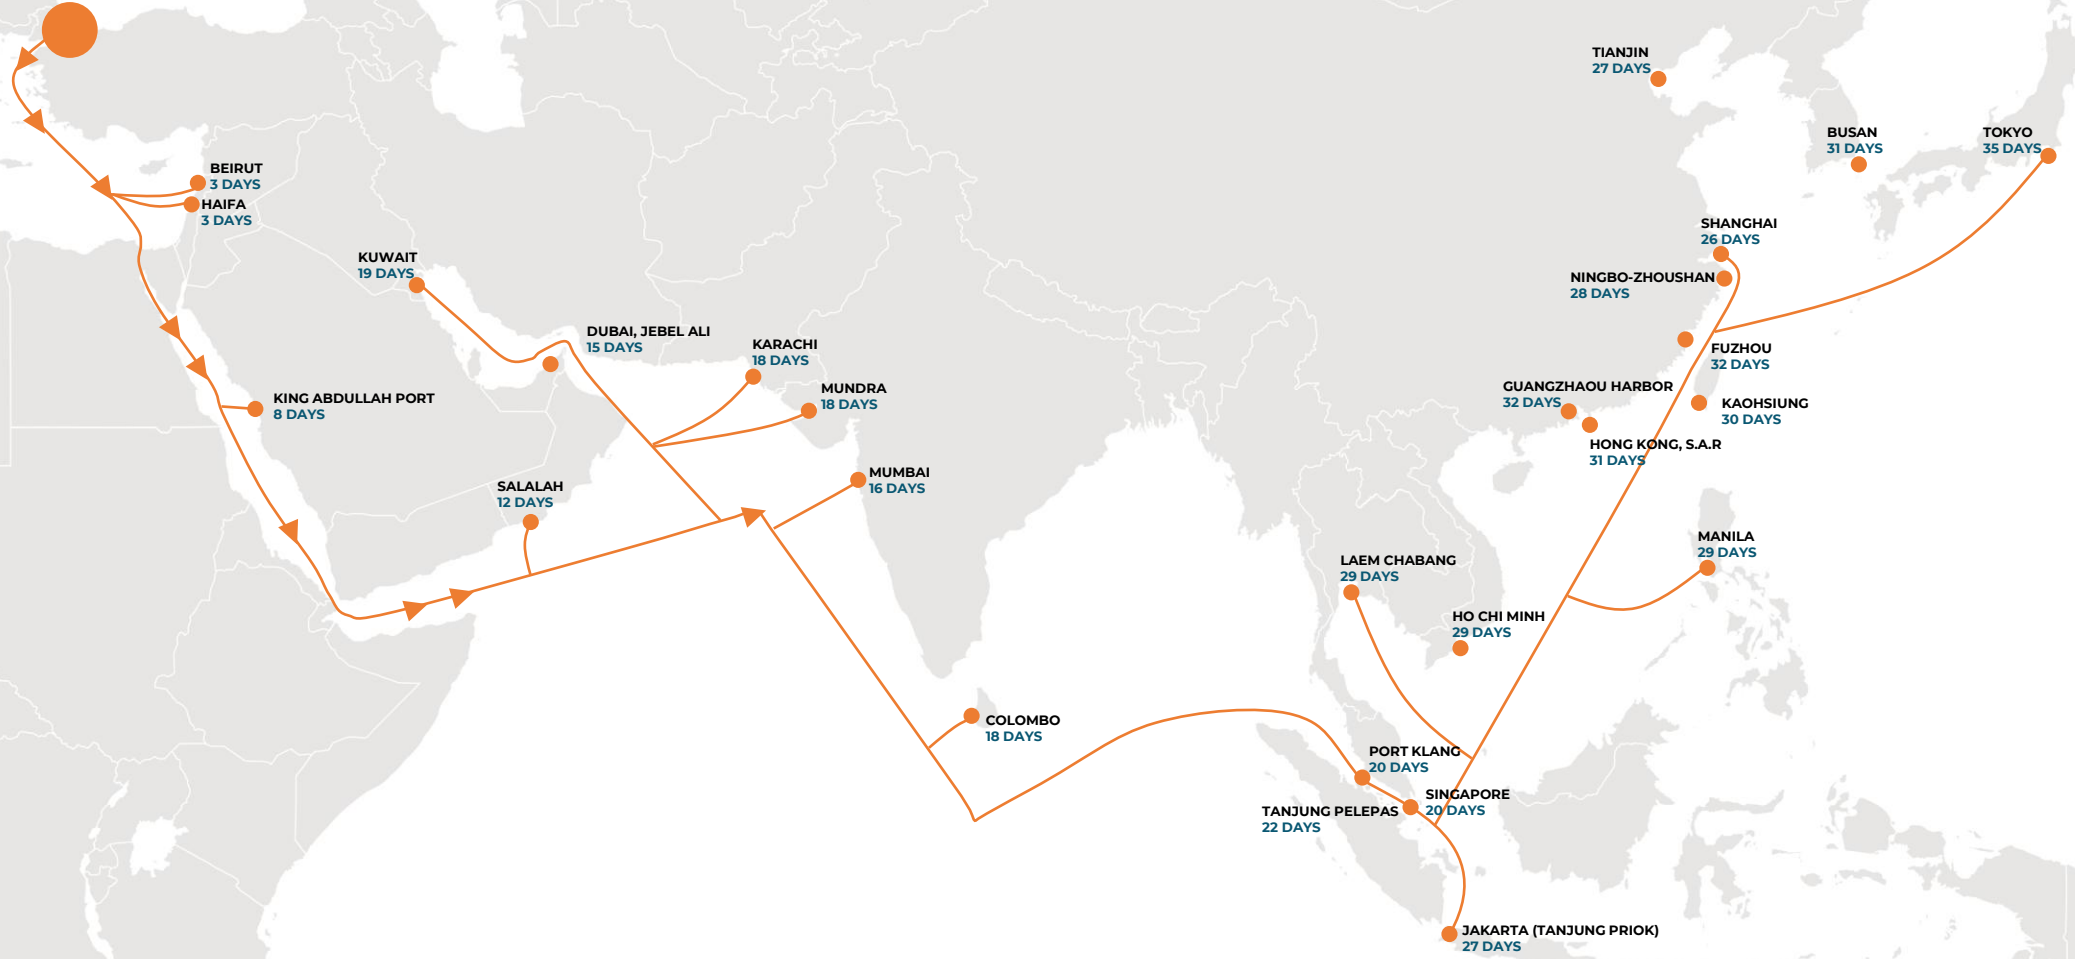 TIANJIN
27 DAYS
BUSAN
31 DAYS
TOKYO
35 DAYS
BEIRUT
3 DAYS
HAIFA
3 DAYS
SHANGHAI
26 DAYS
KUWAIT
19 DAYS
NINGBO-ZHOUSHAN
28 DAYS
DUBAI, JEBEL ALI
15 DAYS
KARACHI
18 DAYS
FUZHOU
32 DAYS
MUNDRA
18 DAYS
GUANGZHAOU HARBOR
32 DAYS
KING ABDULLAH PORT
8 DAYS
KAOHSIUNG
30 DAYS
HONG KONG, S.A.R
31 DAYS
MUMBAI
16 DAYS
SALALAH
12 DAYS
MANILA
29 DAYS
LAEM CHABANG
29 DAYS
HO CHI MINH
29 DAYS
COLOMBO
18 DAYS
PORT KLANG
20 DAYS
SINGAPORE
20 DAYS
TANJUNG PELEPAS
22 DAYS
JAKARTA (TANJUNG PRIOK)
27 DAYS